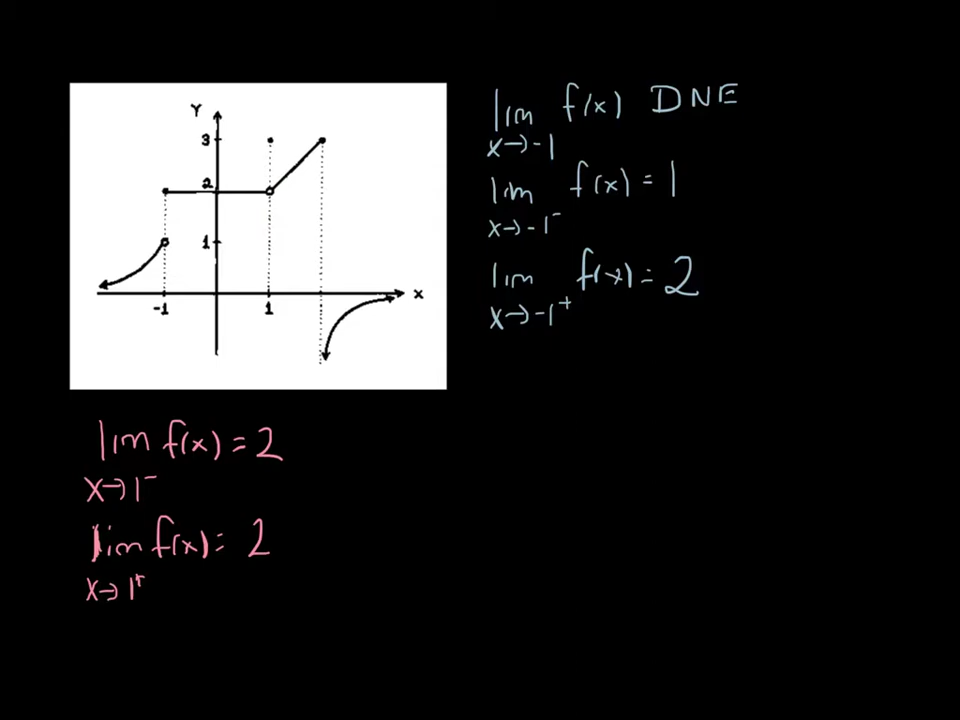 Y
3
2
1
-1
1
x
lim f(x) DNE
x→-1
lim f(x) = 1
x→-1⁻
lim f(x) = 2
x→-1⁺
lim f(x) = 2
x→1⁻
lim f(x) = 2
x→1⁺